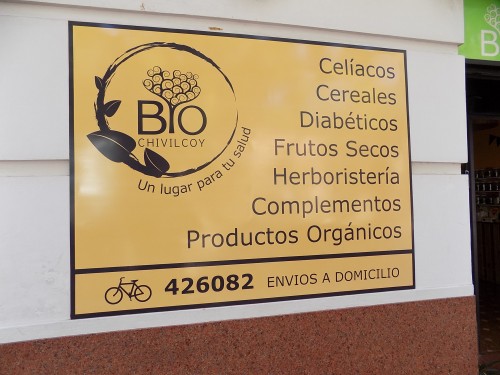 BIO
CHIVILCOY
Un lugar para tu salud
Celíacos
Cereales
Diabéticos
Frutos Secos
Herboristería
Complementos
Productos Orgánicos
426082 ENVIOS A DOMICILIO